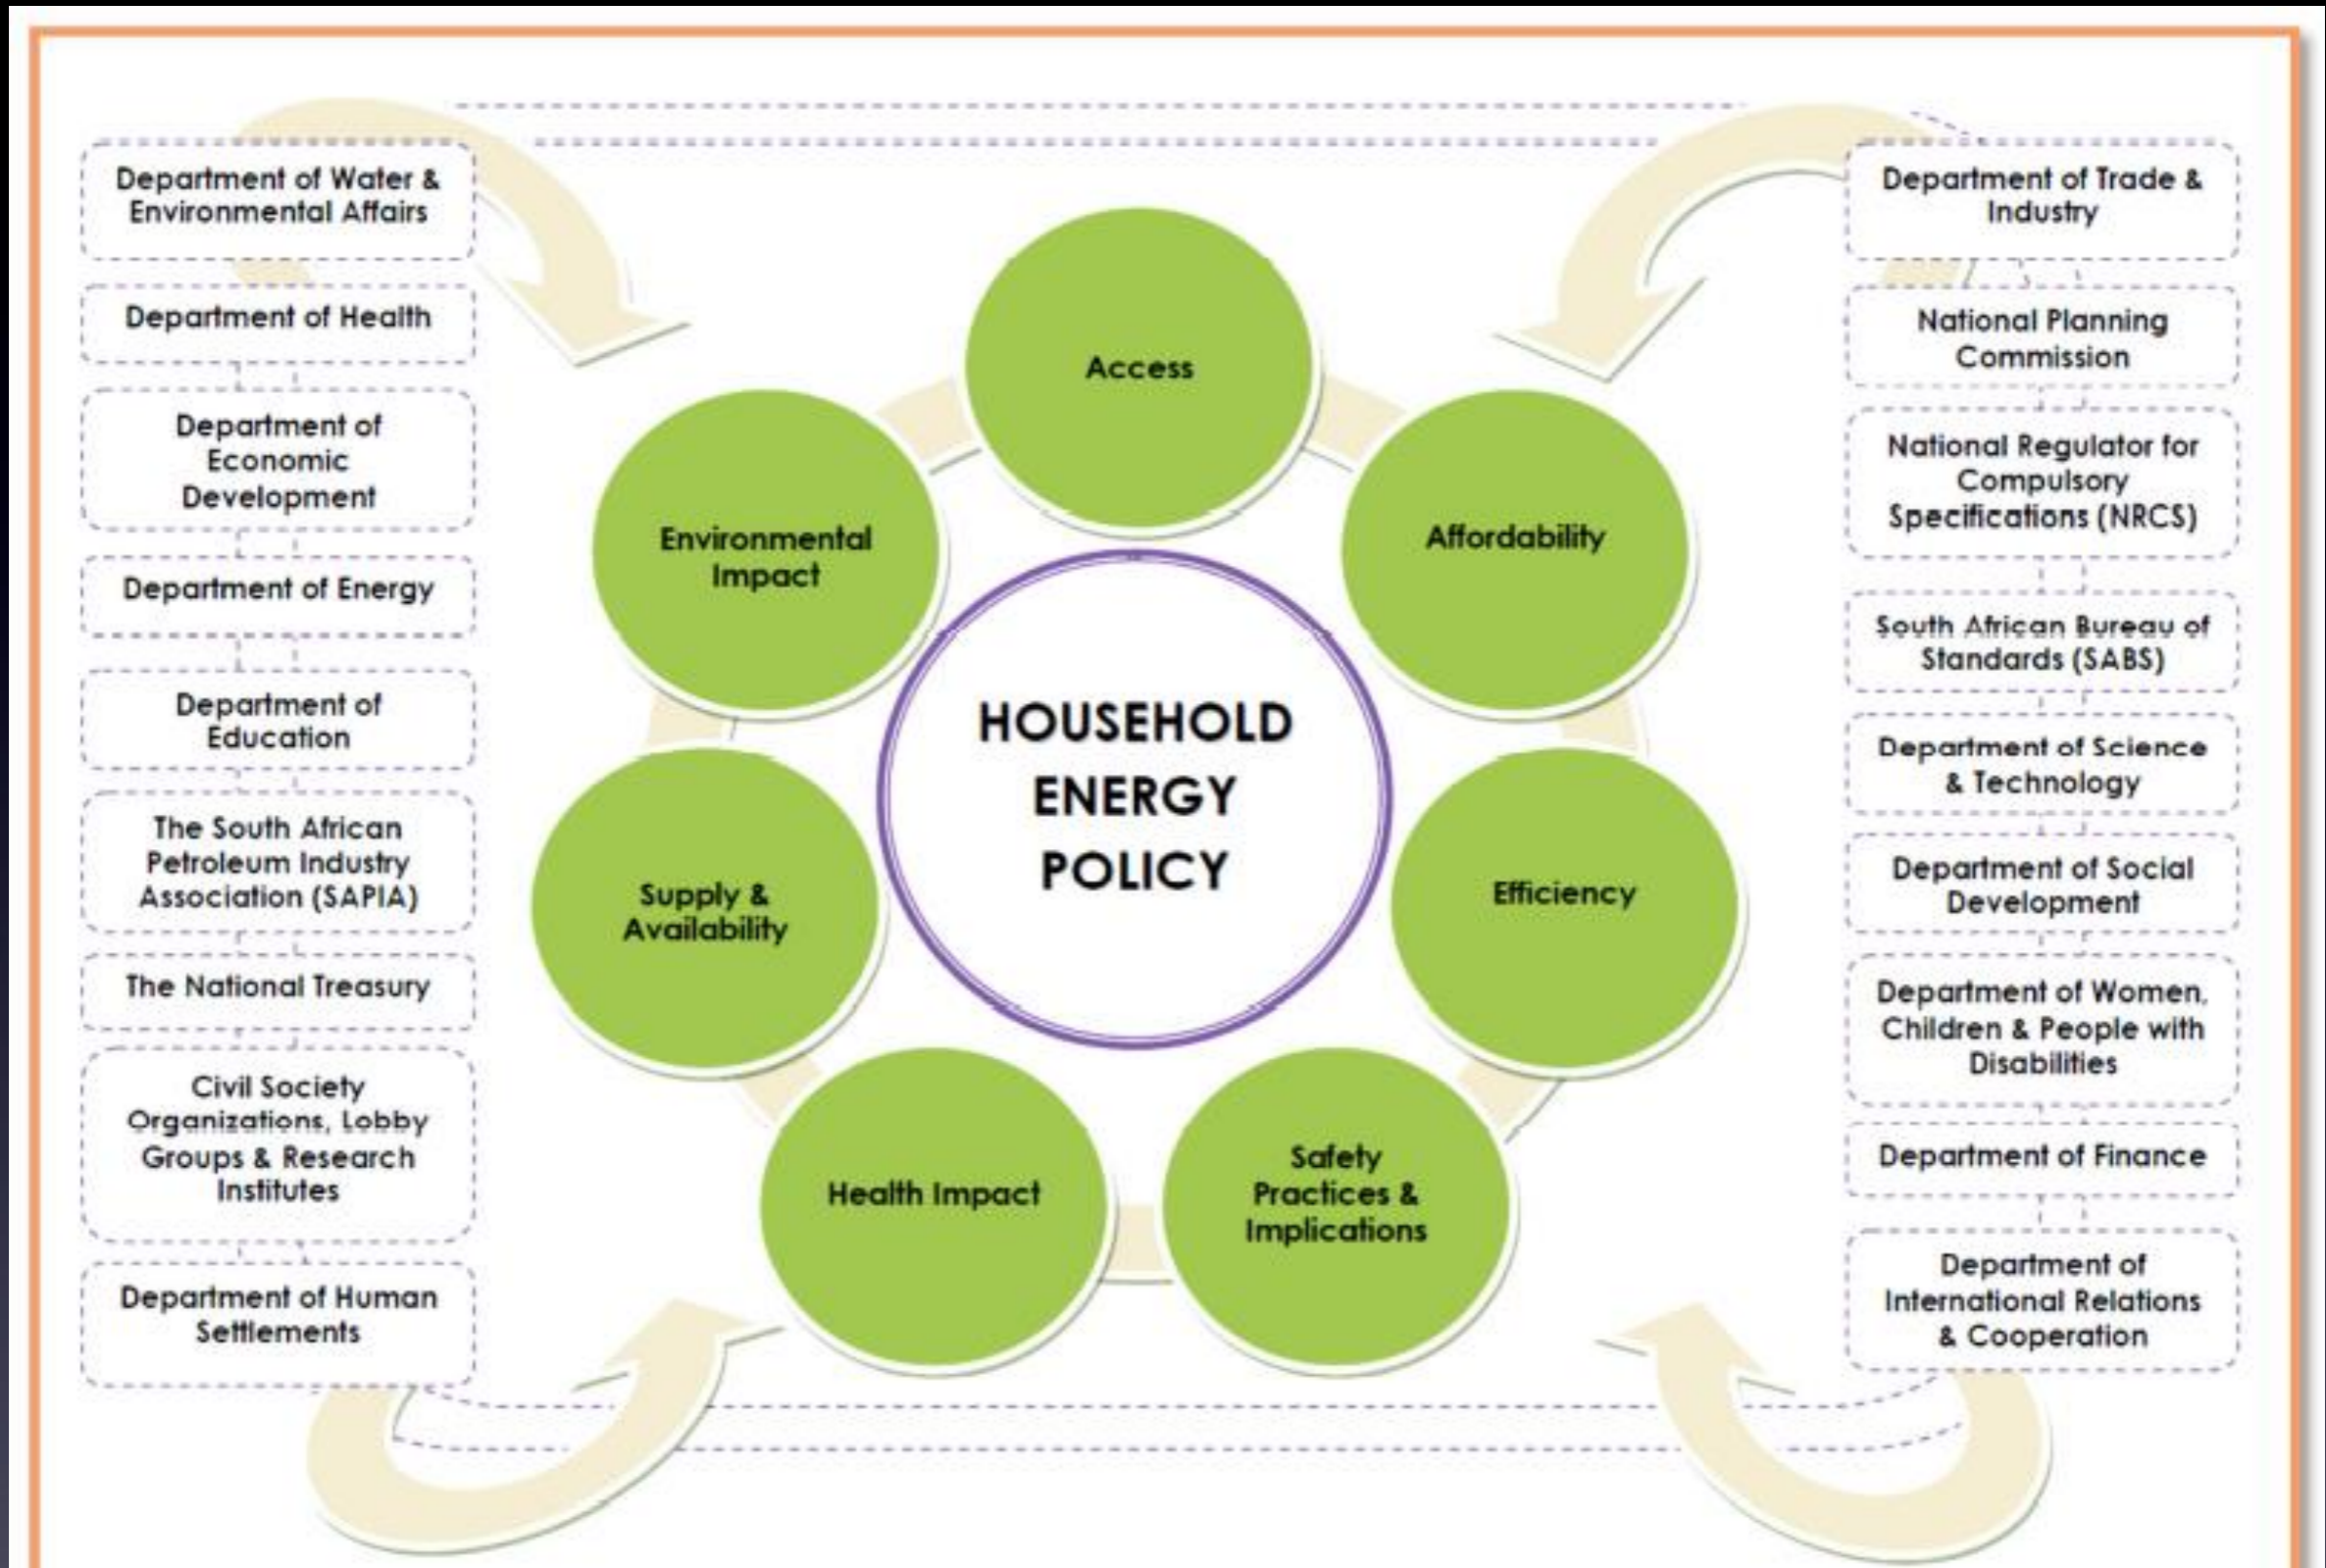 Department of Water &
Environmental Affairs
Department of Health
Department of
Economic
Development
Department of Energy
Department of
Education
The South African
Petroleum Industry
Association (SAPIA)
The National Treasury
Civil Society
Organizations, Lobby
Groups & Research
Institutes
Department of Human
Settlements
Access
Environmental
Impact
Affordability
HOUSEHOLD
ENERGY
POLICY
Supply &
Availability
Efficiency
Health Impact
Safety
Practices &
Implications
Department of Trade &
Industry
National Planning
Commission
National Regulator for
Compulsory
Specifications (NRCS)
South African Bureau of
Standards (SABS)
Department of Science
& Technology
Department of Social
Development
Department of Women,
Children & People with
Disabilities
Department of Finance
Department of
International Relations
& Cooperation